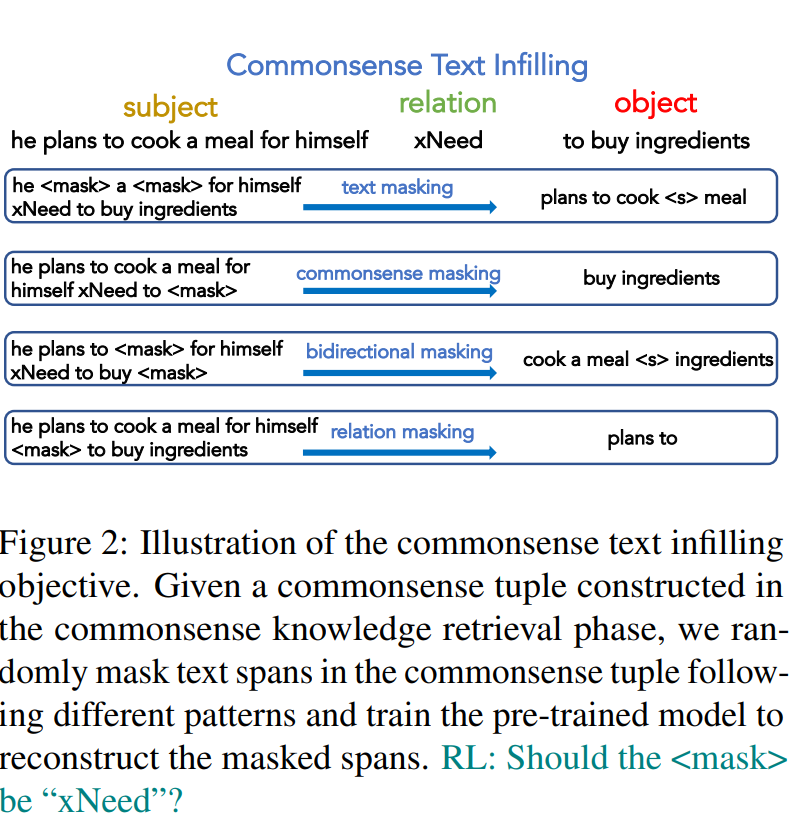 Commonsense Text Infilling
subject relation object
he plans to cook a meal for himself xNeed to buy ingredients
he <mask> a <mask> for himself
xNeed to buy ingredients
text masking
plans to cook <s> meal
he plans to cook a meal for
himself xNeed to <mask>
commonsense masking
buy ingredients
he plans to <mask> for himself
xNeed to buy <mask>
bidirectional masking
cook a meal <s> ingredients
he plans to cook a meal for himself
<mask> to buy ingredients
relation masking
plans to
Figure 2: Illustration of the commonsense text infilling
objective. Given a commonsense tuple constructed in
the commonsense knowledge retrieval phase, we ran-
domly mask text spans in the commonsense tuple follow-
ing different patterns and train the pre-trained model to
reconstruct the masked spans. RL: Should the <mask>
be “xNeed”?